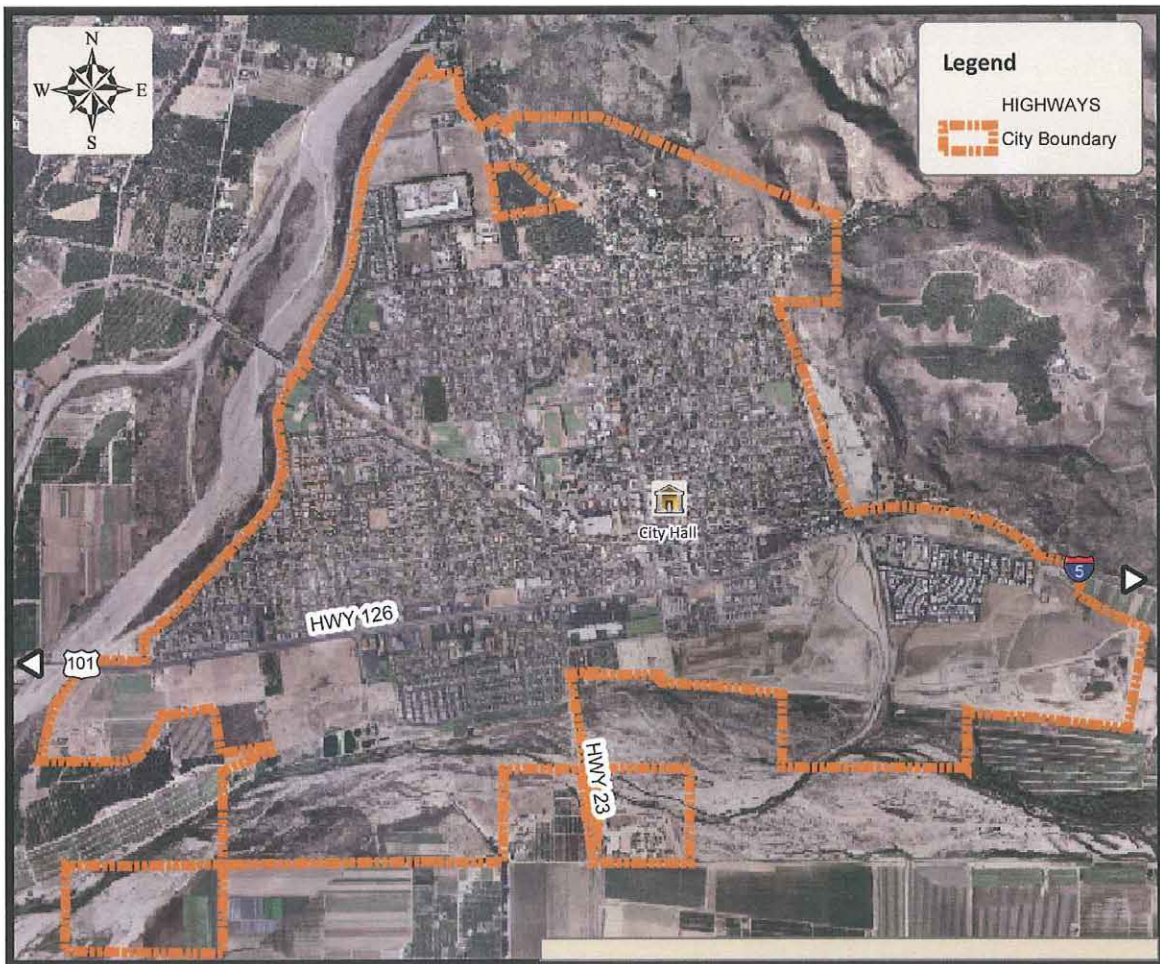 N
W E
S
Legend
HIGHWAYS
City Boundary
City Hall
5
HWY 126
101
HWY 23